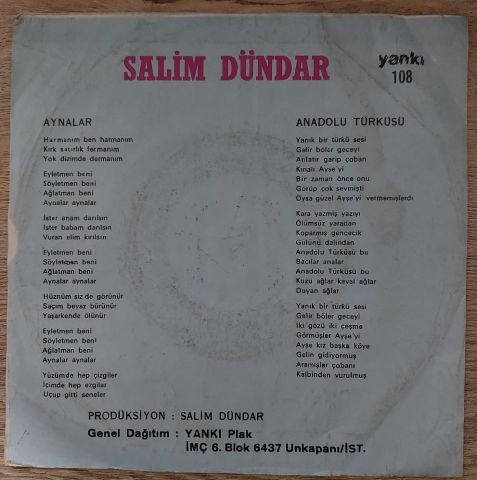 SALİM DÜNDAR
yankı
108
AYNALAR
Harmanım ben harmanım
Kırk satırlık fermanım
Yok dizimde dermanım
Eyletmen beni
Söyletmen beni
Ağlatman beni
Aynalar aynalar
İster anam darılsın
İster babam darılsın
Vuran elim kırılsın
Eyletmen beni
Söyletmen beni
Ağlatman beni
Aynalar aynalar
Hüznüm siz de görünür
Saçım beyaz bürünür
Yaşarkende ölünür
Eyletmen beni
Söyletmen beni
Ağlatman beni
Aynalar aynalar
Yüzümde hep çizgiler
İçimde hep ezgiler
Uçup gitti seneler
ANADOLU TÜRKÜSÜ
Yanık bir türkü sesi
Gelir böler geceyi
Anlatır garip çoban
Kınalı Ayşe'yi
Bir zaman önce onu
Görüp çok sevmişti
Oysa güzel Ayşe'yi vermemişlerdi
Kara yazmış yazıyı
Ölümsüz yaradan
Koparmış gencecik
Gülünü dalından
Anadolu Türküsü bu
Bacılar analar
Anadolu Türküsü bu
Kuzu ağlar kaval ağlar
Duyan ağlar
Yanık bir türkü sesi
Gelir böler geceyi
İki gözü iki çeşme
Görmüşler Ayşe'yi
Ayşe kız başka köye
Gelin gidiyormuş
Aramışlar çobanı
Kalbinden vurulmuş
PRODÜKSİYON : SALİM DÜNDAR
Genel Dağıtım : YANKI Plak
İMÇ 6. Blok 6437 Unkapanı/İST.